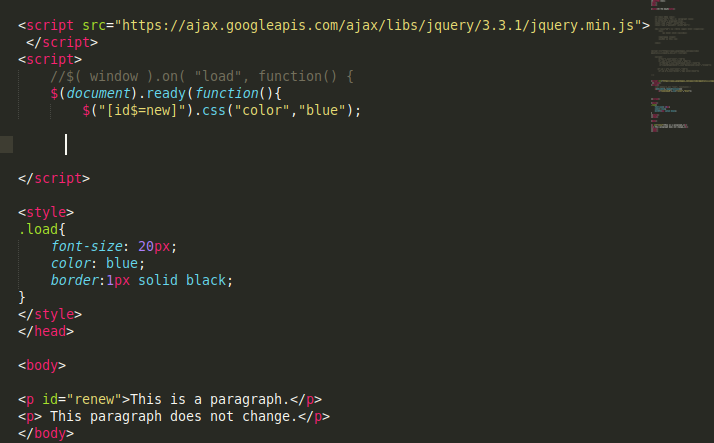 <script src="https://ajax.googleapis.com/ajax/libs/jquery/3.3.1/jquery.min.js">
</script>
<script>
//$( window ).on( "load", function() {
$(document).ready(function(){
$("[id$=new]").css("color","blue");
</script>
<style>
.load{
font-size: 20px;
color: blue;
border:1px solid black;
}
</style>
</head>
<body>
<p id="renew">This is a paragraph.</p>
<p> This paragraph does not change.</p>
</body>